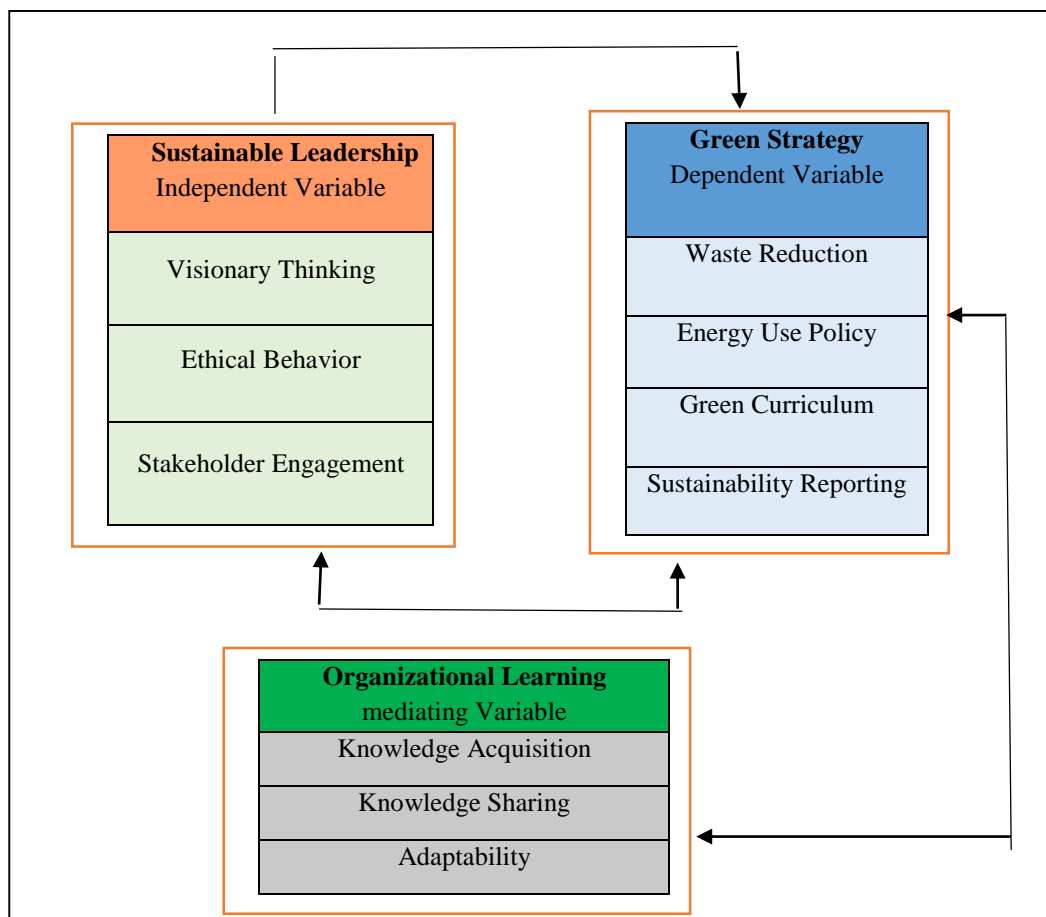 Sustainable Leadership
Independent Variable
Visionary Thinking
Ethical Behavior
Stakeholder Engagement
Green Strategy
Dependent Variable
Waste Reduction
Energy Use Policy
Green Curriculum
Sustainability Reporting
Organizational Learning
mediating Variable
Knowledge Acquisition
Knowledge Sharing
Adaptability